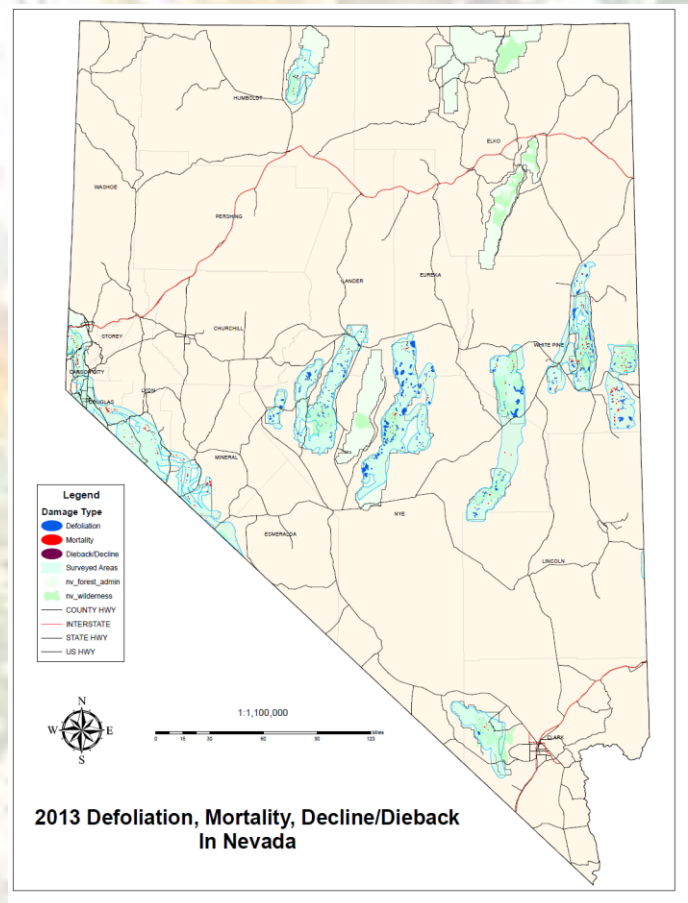 HUMBOLDT
ELKO
WASHOE
PERSHING
LANDER
EUREKA
CHURCHILL
STOREY
WHITE PINE
CARSON CITY
LYON
DOUGLAS
MINERAL
NYE
ESMERALDA
LINCOLN
CLARK
Legend
Damage Type
Defoliation
Mortality
Dieback/Decline
Surveyed Areas
nv_forest_admin
nv_wilderness
COUNTY HWY
INTERSTATE
STATE HWY
US HWY
N
W E
S
1:1,100,000
0 15 30 60 90 120 Miles
2013 Defoliation, Mortality, Decline/Dieback
In Nevada